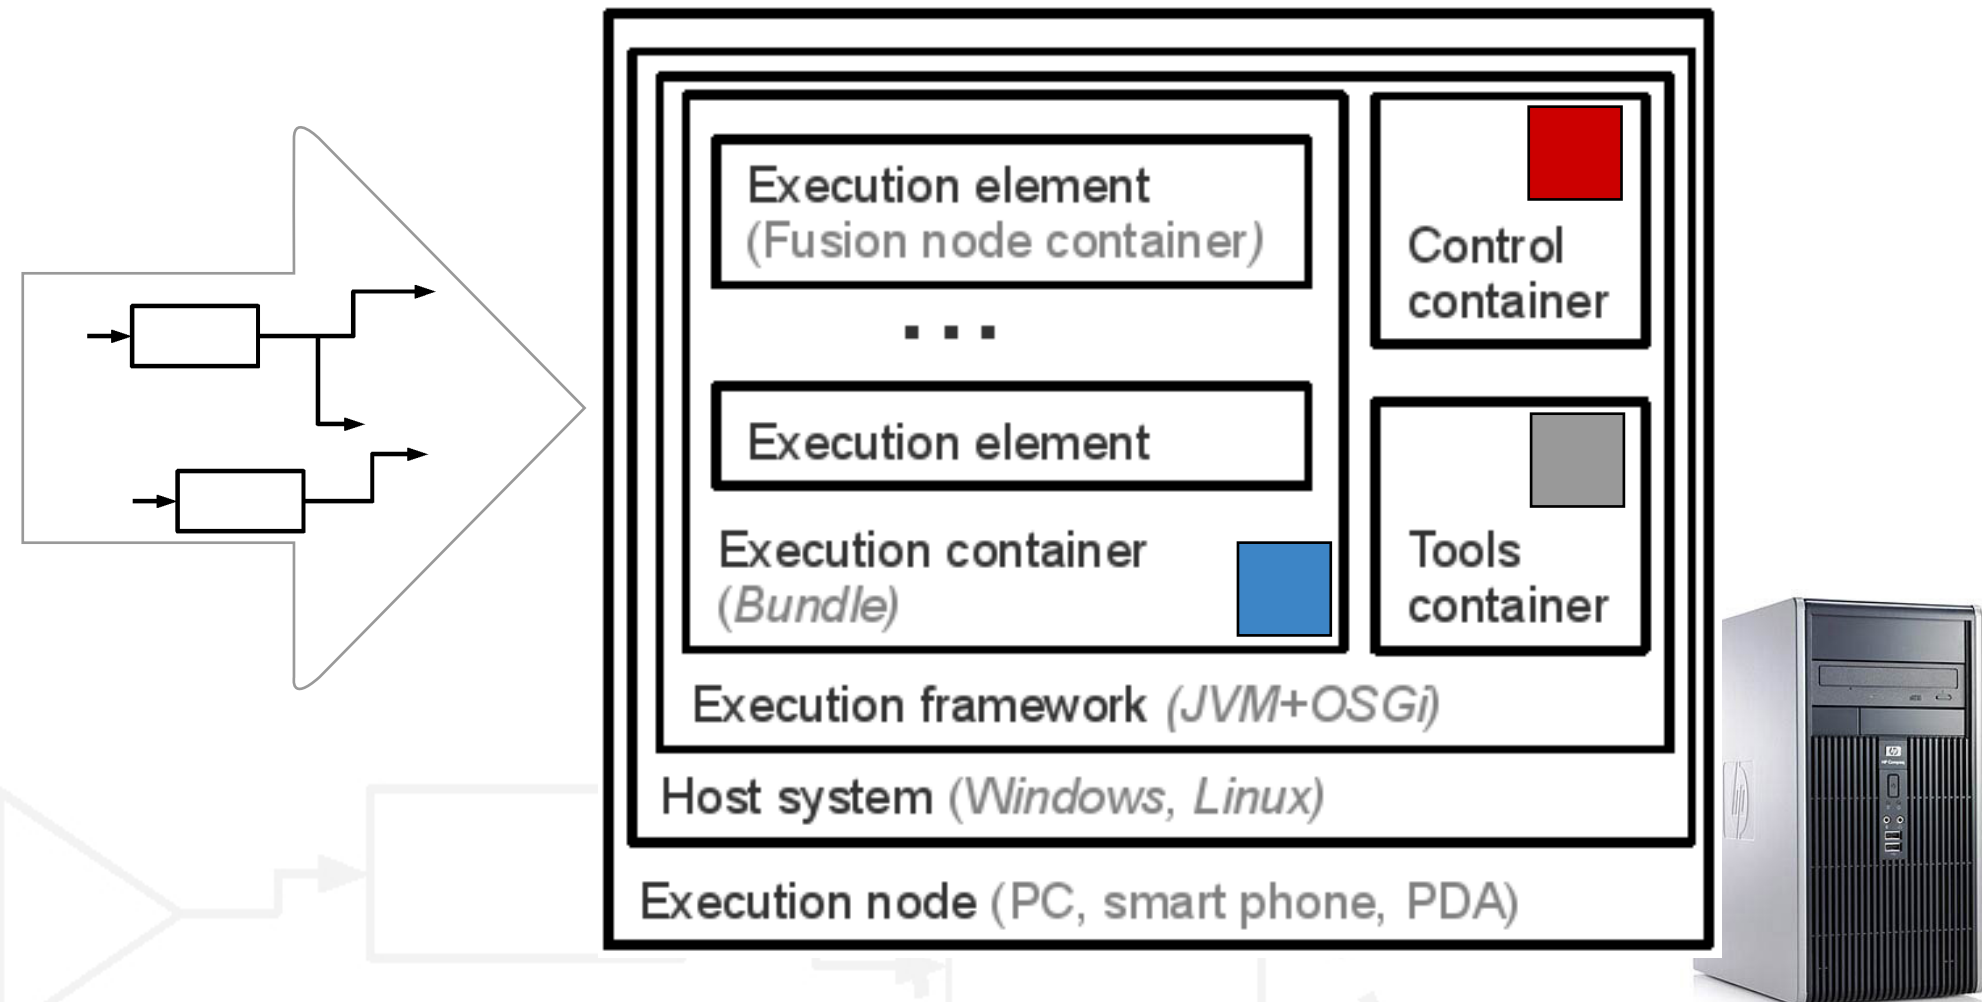 Execution element
(Fusion node container)
...
Execution element
Execution container
(Bundle)
Control
container
Tools
container
Execution framework (JVM+OSGi)
Host system (Windows, Linux)
Execution node (PC, smart phone, PDA)
hp